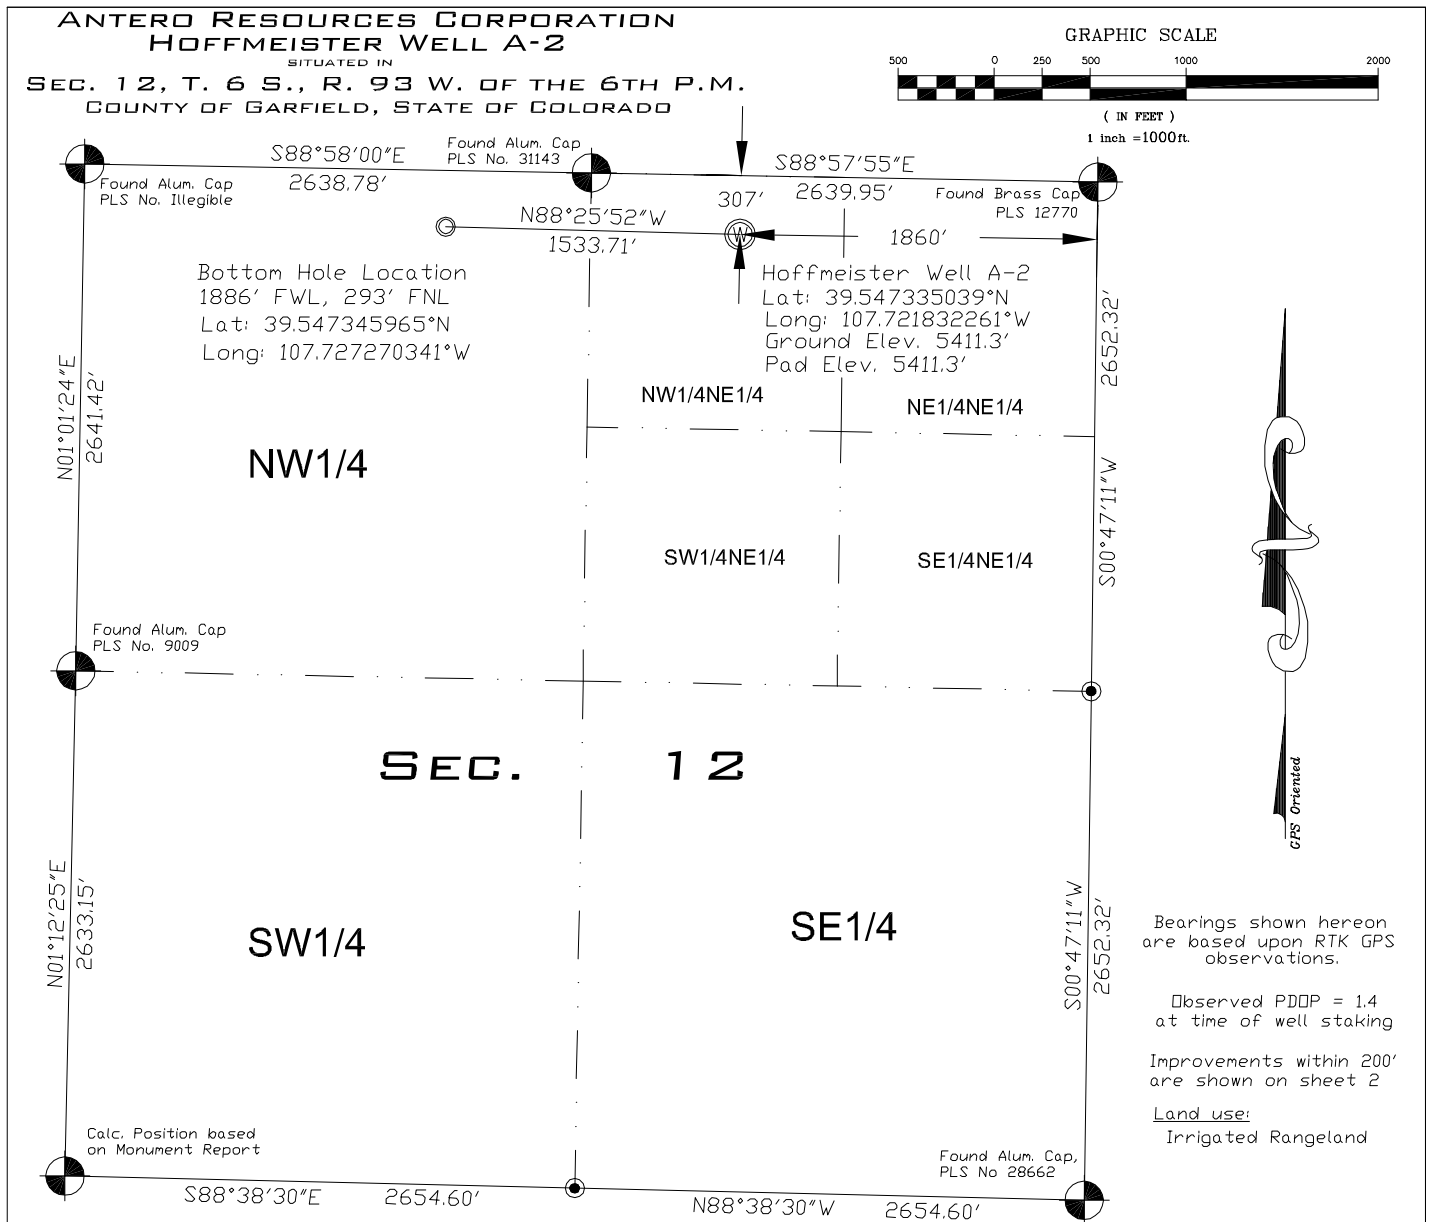 ANTERO RESOURCES CORPORATION
HOFFMEISTER WELL A-2
SITUATED IN
SEC. 12, T. 6 S., R. 93 W. OF THE 6TH P.M.
COUNTY OF GARFIELD, STATE OF COLORADO
GRAPHIC SCALE
500 0 250 500 1000 2000
( IN FEET )
1 inch =1000ft.
S88°58'00"E
2638.78'
Found Alum. Cap
PLS No. 31143
S88°57'55"E
2639.95'
Found Alum. Cap
PLS No. Illegible
307'
Found Brass Cap
PLS 12770
N88°25'52"W
1533.71'
W
1860'
Bottom Hole Location
1886' FWL, 293' FNL
Lat: 39.547345965°N
Long: 107.727270341°W
Hoffmeister Well A-2
Lat: 39.547335039°N
Long: 107.721832261°W
Ground Elev. 5411.3'
Pad Elev. 5411.3'
N01°01'24"E
2641.42'
2652.32'
S00°47'11"W
NW1/4NE1/4
NE1/4NE1/4
NW1/4
SW1/4NE1/4
SE1/4NE1/4
Found Alum. Cap
PLS No. 9009
SEC. 12
GPS Oriented
N01°12'25"E
2633.15'
SW1/4
SE1/4
S00°47'11"W
2652.32'
Bearings shown hereon
are based upon RTK GPS
observations.
Observed PDOP = 1.4
at time of well staking
Improvements within 200'
are shown on sheet 2
Land use:
Irrigated Rangeland
Calc. Position based
on Monument Report
Found Alum. Cap,
PLS No 28662
S88°38'30"E 2654.60'
N88°38'30"W 2654.60'